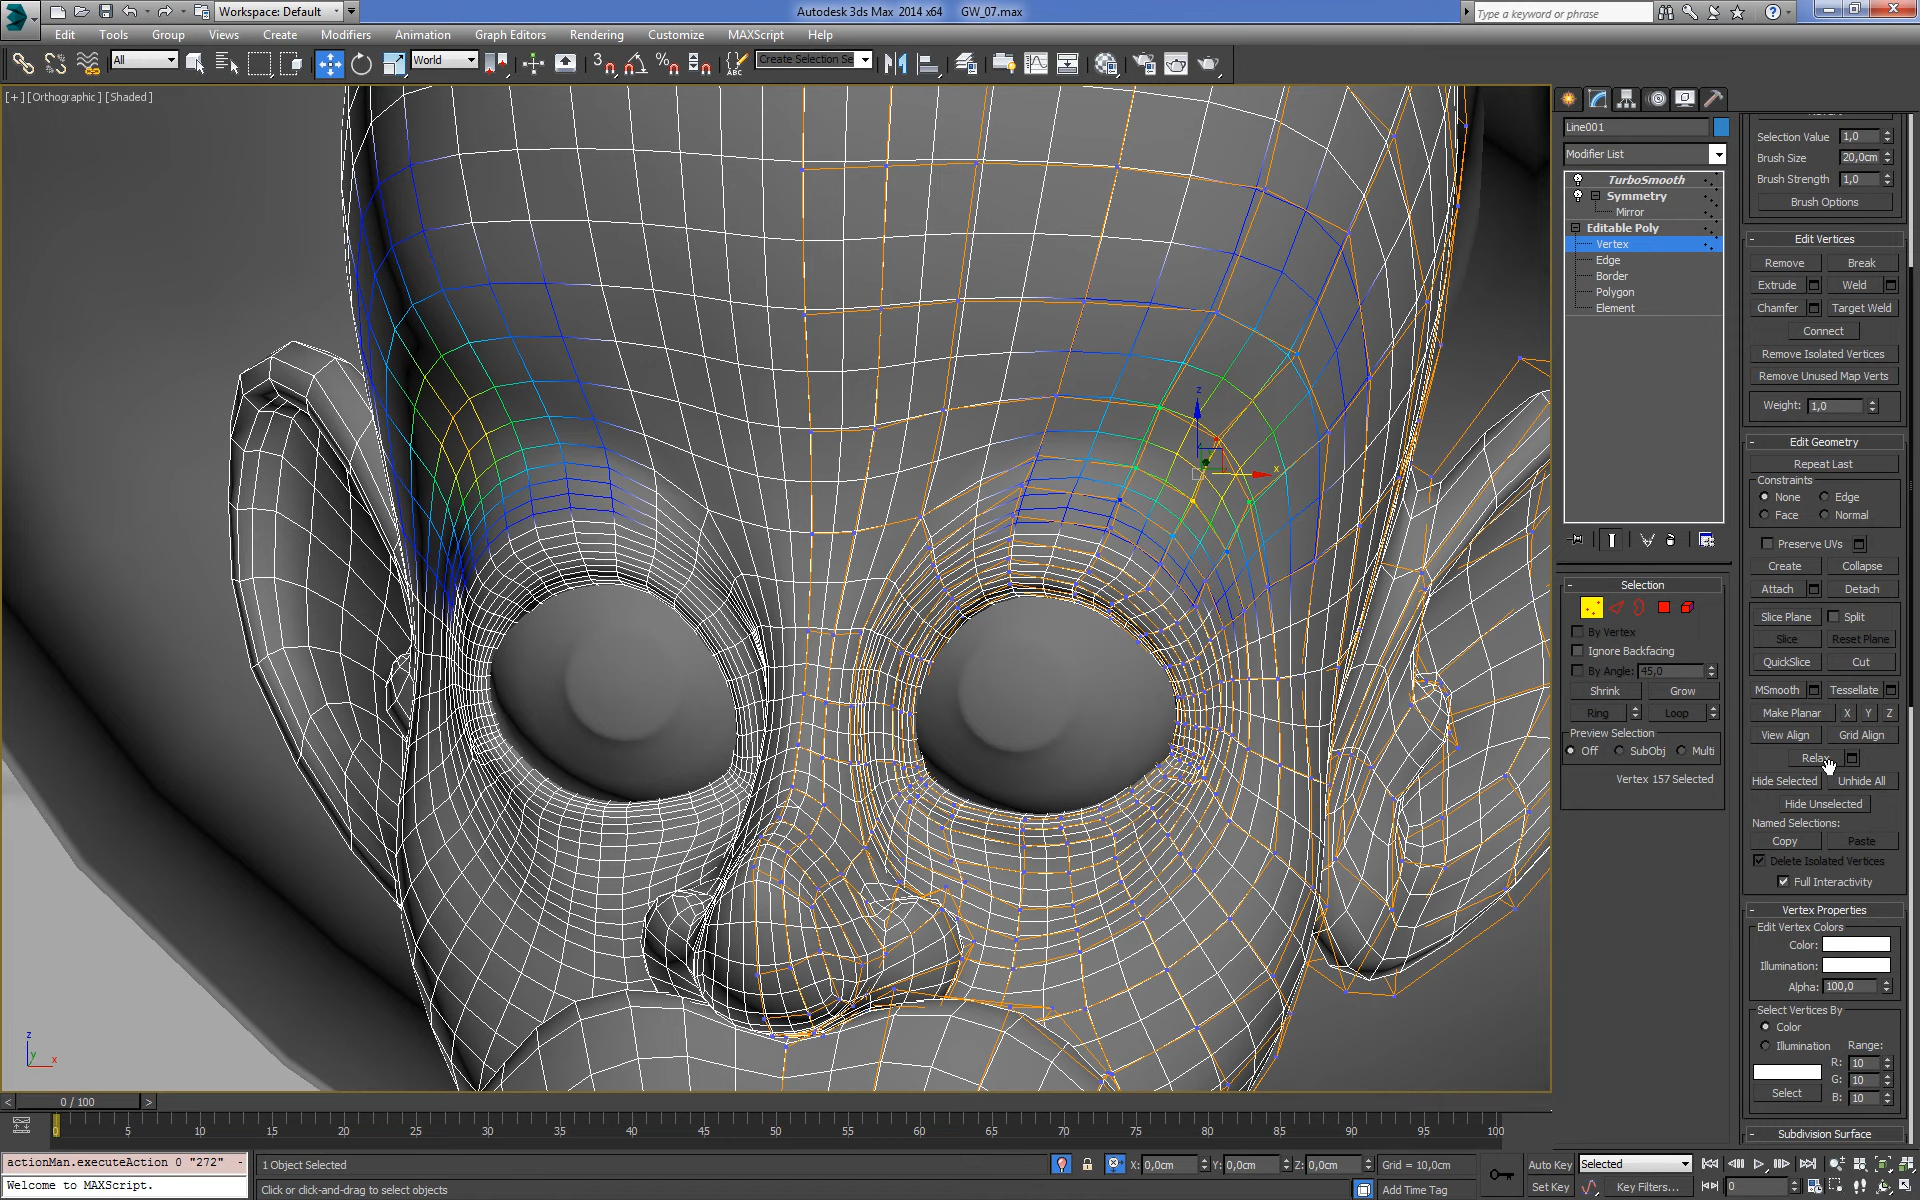 Workspace: Default
Autodesk 3ds Max 2014 x64 GW_07.max
Type a keyword or phrase
Edit Tools Group Views Create Modifiers Animation Graph Editors Rendering Customize MAXScript Help
All
World
3
ABC
Create Selection Se
[+] [Orthographic] [Shaded]
Line001
Modifier List
TurboSmooth
Symmetry
Mirror
Editable Poly
Vertex
Edge
Border
Polygon
Element
Selection
By Vertex
Ignore Backfacing
By Angle: 45,0
Shrink Grow
Ring Loop
Preview Selection
Off SubObj Multi
Vertex 157 Selected
Selection Value 1,0
Brush Size 20,0cm
Brush Strength 1,0
Brush Options
Edit Vertices
Remove Break
Extrude Weld
Chamfer Target Weld
Connect
Remove Isolated Vertices
Remove Unused Map Verts
Weight: 1,0
Edit Geometry
Repeat Last
Constraints
None Edge
Face Normal
Preserve UVs
Create Collapse
Attach Detach
Slice Plane Split
Slice Reset Plane
QuickSlice Cut
MSmooth Tessellate
Make Planar X Y Z
View Align Grid Align
Relax
Hide Selected Unhide All
Hide Unselected
Named Selections:
Copy Paste
Delete Isolated Vertices
Full Interactivity
Vertex Properties
Edit Vertex Colors
Color:
Illumination:
Alpha: 100,0
Select Vertices By
Color
Illumination Range:
R: 10
G: 10
Select B: 10
Subdivision Surface
z
x
z
y
x
< 0 / 100 >
0 5 10 15 20 25 30 35 40 45 50 55 60 65 70 75 80 85 90 95 100
actionMan.executeAction 0 "272" -
Welcome to MAXScript.
1 Object Selected
Click or click-and-drag to select objects
X: 0,0cm Y: 0,0cm Z: 0,0cm Grid = 10,0cm
Add Time Tag
Auto Key Selected
Set Key Key Filters...
0